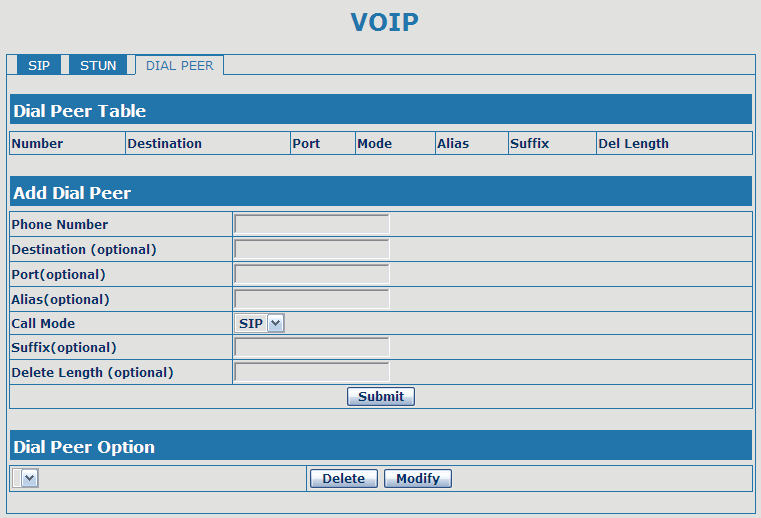 VOIP
SIP STUN DIAL PEER
Dial Peer Table
Number Destination Port Mode Alias Suffix Del Length
Add Dial Peer
Phone Number
Destination (optional)
Port(optional)
Alias(optional)
Call Mode SIP
Suffix(optional)
Delete Length (optional)
Submit
Dial Peer Option
Delete Modify